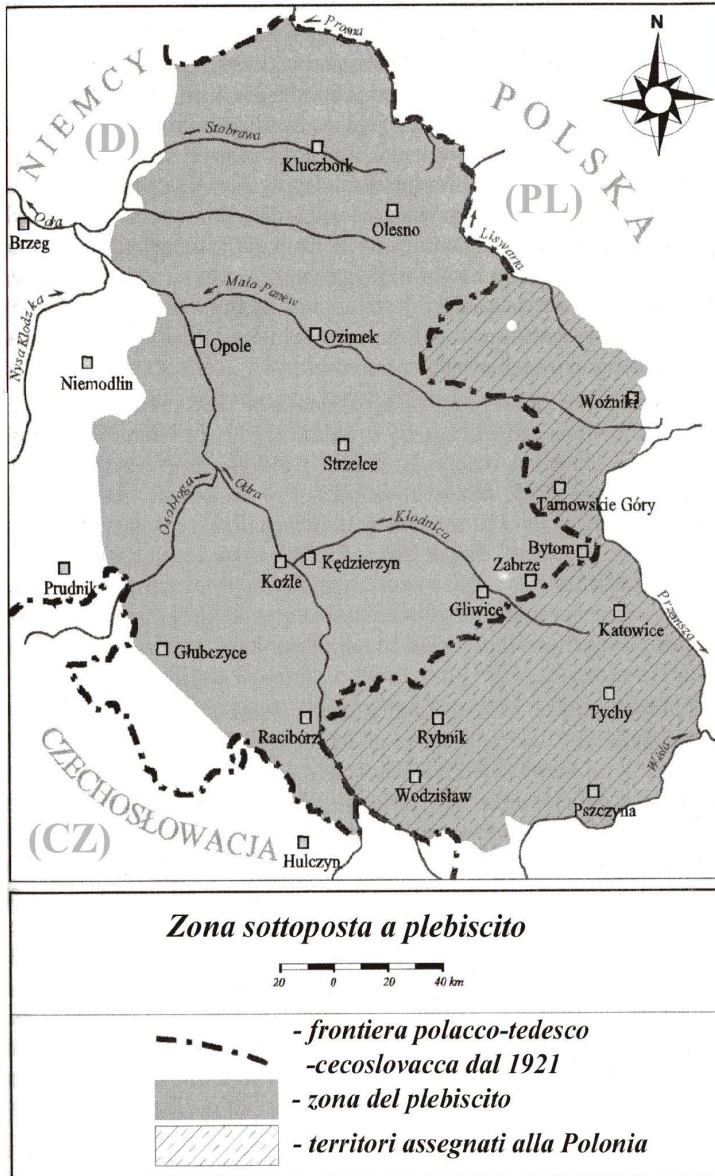 Prosna
N
NIEMCY
(D)
POLSKA
(PL)
Stobrawa
Kluczbork
Olesno
Odra
Brzeg
Liswarta
Mała Panew
Nysa Kłodzka
Opole
Ozimek
Niemodlin
Woźniki
Strzelce
Osobłoga
Odra
Tarnowskie Góry
Kłodnica
Bytom
Prudnik
Koźle
Kędzierzyn
Zabrze
Gliwice
Katowice
Przemsza
Głubczyce
Tychy
Racibórz
Rybnik
Wisła
Wodzisław
Pszczyna
CZECHOSŁOWACJA
(CZ)
Hulczyn
Zona sottoposta a plebiscito
20 0 20 40 km
- frontiera polacco-tedesco
-cecoslovacca dal 1921
- zona del plebiscito
- territori assegnati alla Polonia